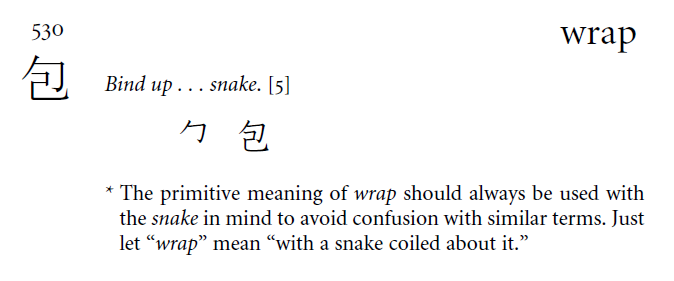 530
wrap
包
Bind up . . . snake. [5]
勹 包
* The primitive meaning of wrap should always be used with
the snake in mind to avoid confusion with similar terms. Just
let “wrap” mean “with a snake coiled about it.”